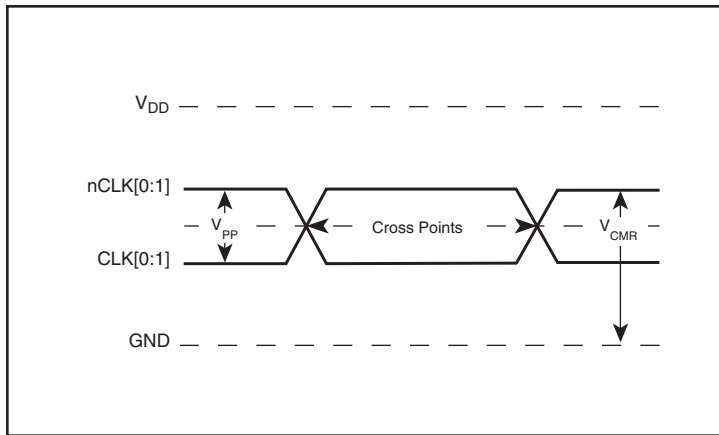 VDD
nCLK[0:1]
VPP
Cross Points
VCMR
CLK[0:1]
GND